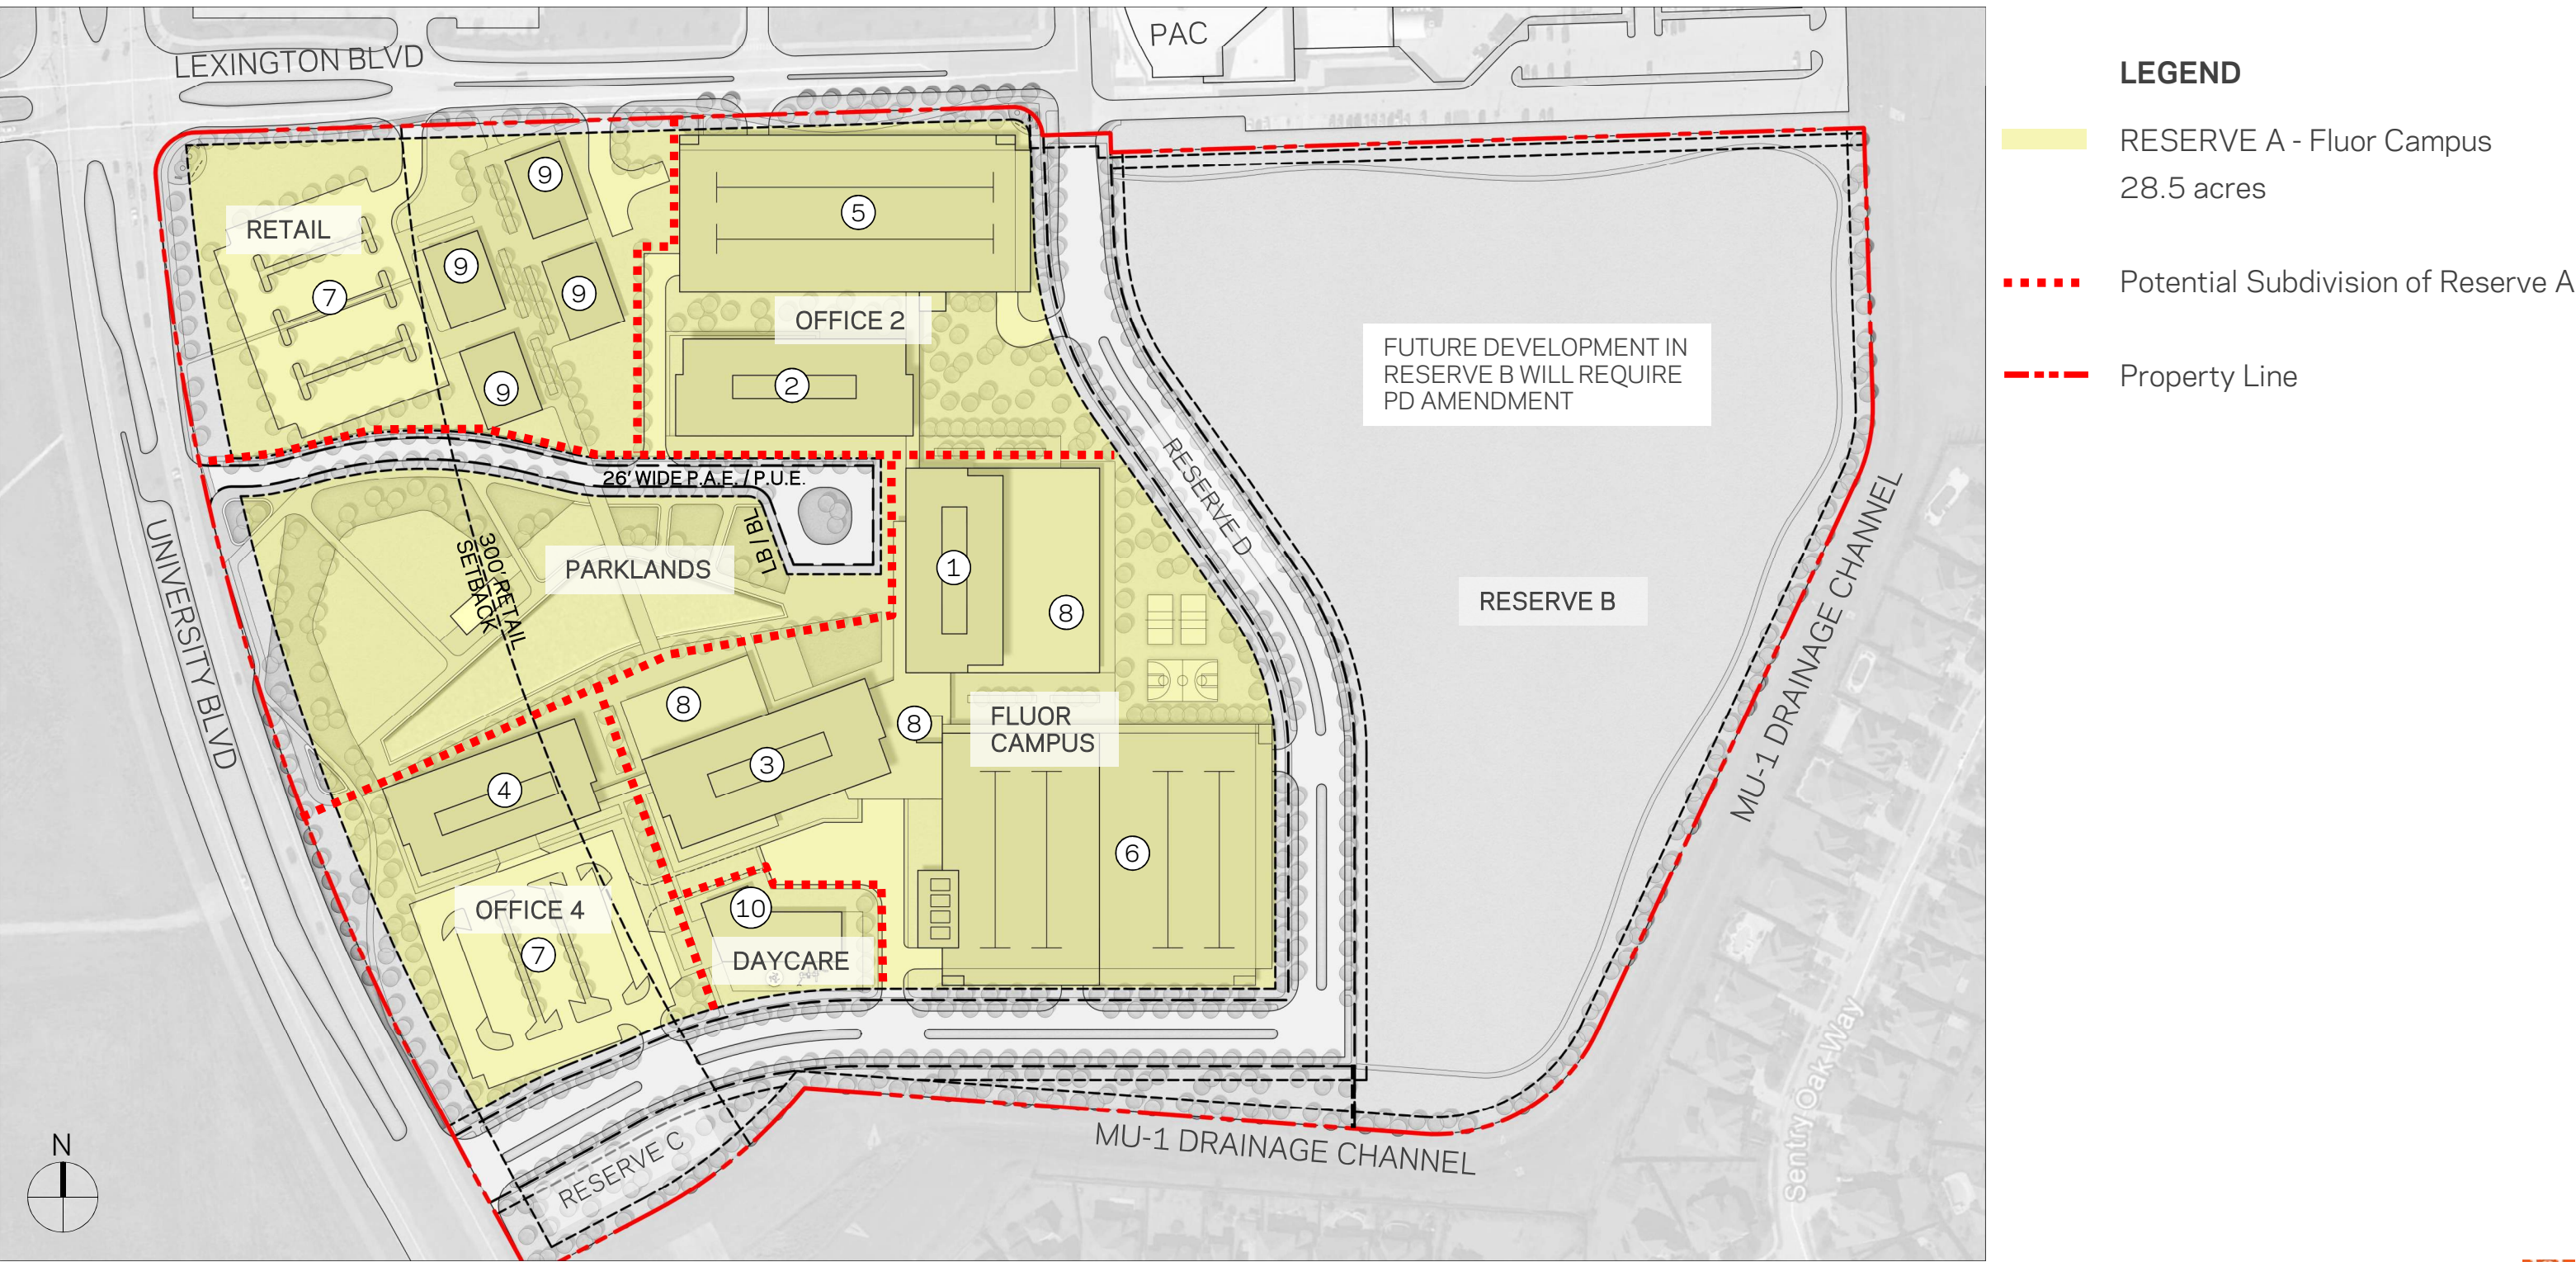 LEXINGTON BLVD
PAC
RETAIL
7
9
9
9
9
5
OFFICE 2
2
FUTURE DEVELOPMENT IN
RESERVE B WILL REQUIRE
PD AMENDMENT
RESERVE D
26' WIDE P.A.E. / P.U.E.
LB / BL
300' RETAIL
SETBACK
PARKLANDS
1
8
RESERVE B
UNIVERSITY BLVD
MU-1 DRAINAGE CHANNEL
8
3
8
FLUOR
CAMPUS
4
6
OFFICE 4
7
10
DAYCARE
RESERVE C
MU-1 DRAINAGE CHANNEL
Sentry Oak Way
N
LEGEND
RESERVE A - Fluor Campus
28.5 acres
Potential Subdivision of Reserve A
Property Line